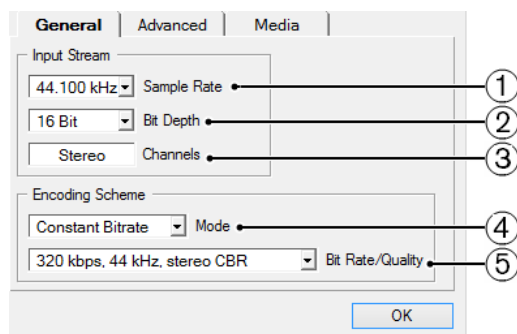 General Advanced Media
Input Stream
44.100 kHz Sample Rate 1
16 Bit Bit Depth 2
Stereo Channels 3
Encoding Scheme
Constant Bitrate Mode 4
320 kbps, 44 kHz, stereo CBR Bit Rate/Quality 5
OK